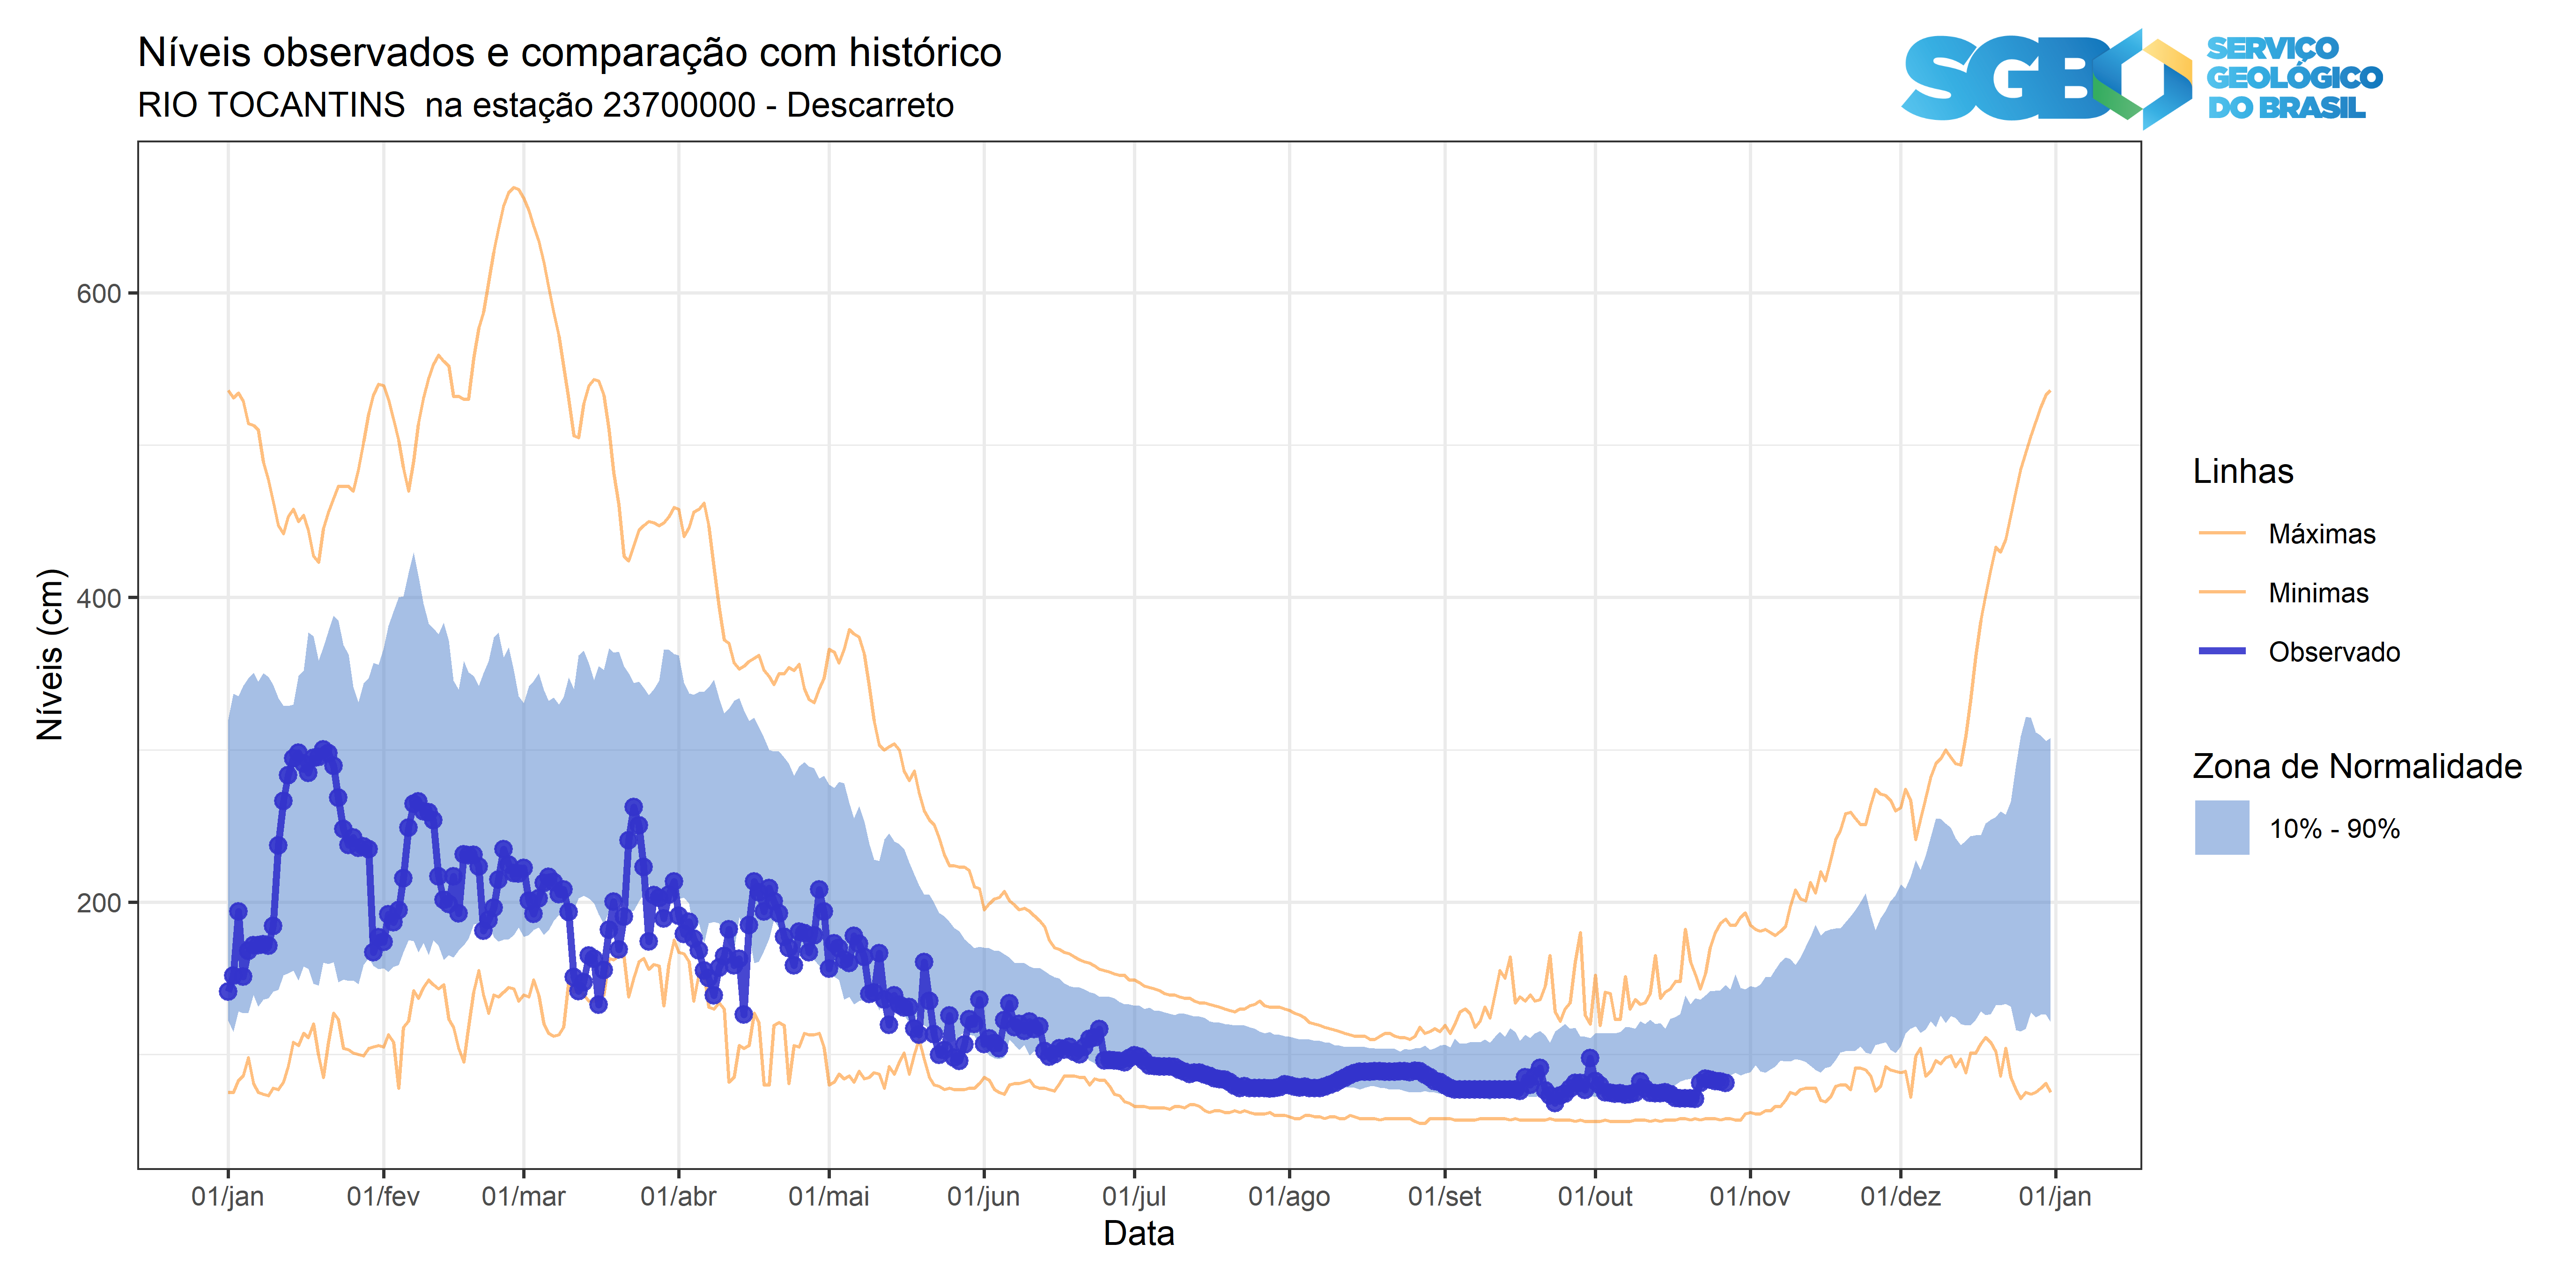 Níveis observados e comparação com histórico
RIO TOCANTINS na estação 23700000 - Descarreto
SGB
SERVIÇO
GEOLÓGICO
DO BRASIL
600
400
200
Níveis (cm)
01/jan 01/fev 01/mar 01/abr 01/mai 01/jun 01/jul 01/ago 01/set 01/out 01/nov 01/dez 01/jan
Data
Linhas
Máximas
Minimas
Observado
Zona de Normalidade
10% - 90%